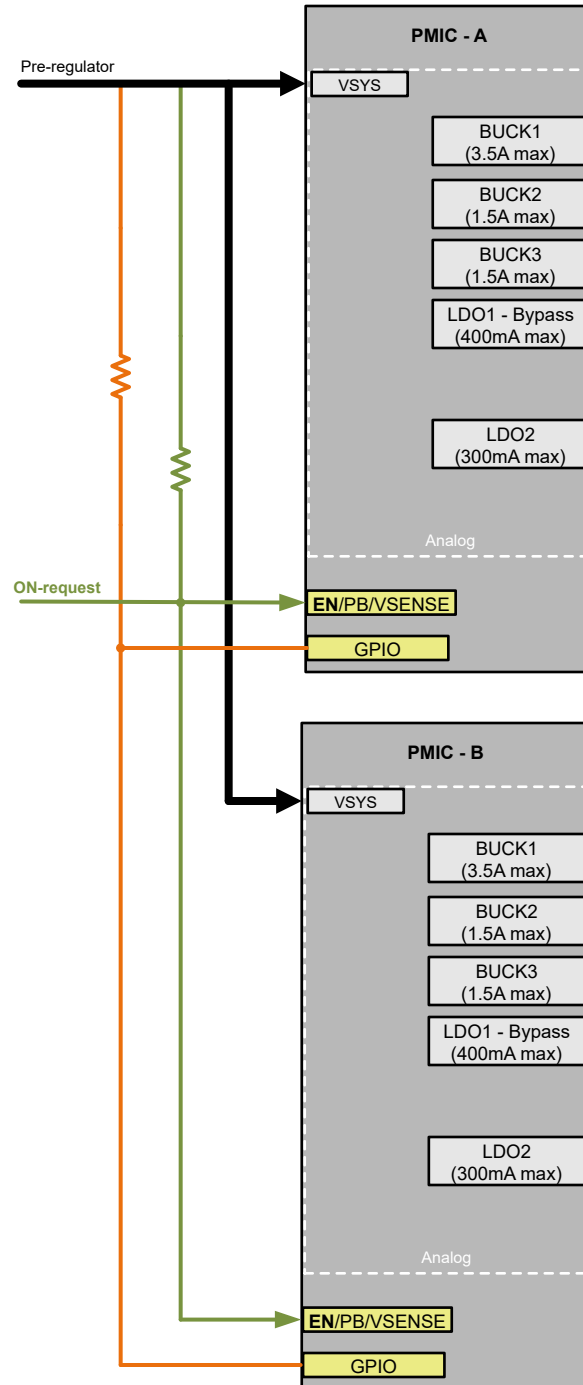 PMIC - A
Pre-regulator
VSYS
BUCK1
(3.5A max)
BUCK2
(1.5A max)
BUCK3
(1.5A max)
LDO1 - Bypass
(400mA max)
LDO2
(300mA max)
Analog
ON-request
EN/PB/VSENSE
GPIO
PMIC - B
VSYS
BUCK1
(3.5A max)
BUCK2
(1.5A max)
BUCK3
(1.5A max)
LDO1 - Bypass
(400mA max)
LDO2
(300mA max)
Analog
EN/PB/VSENSE
GPIO